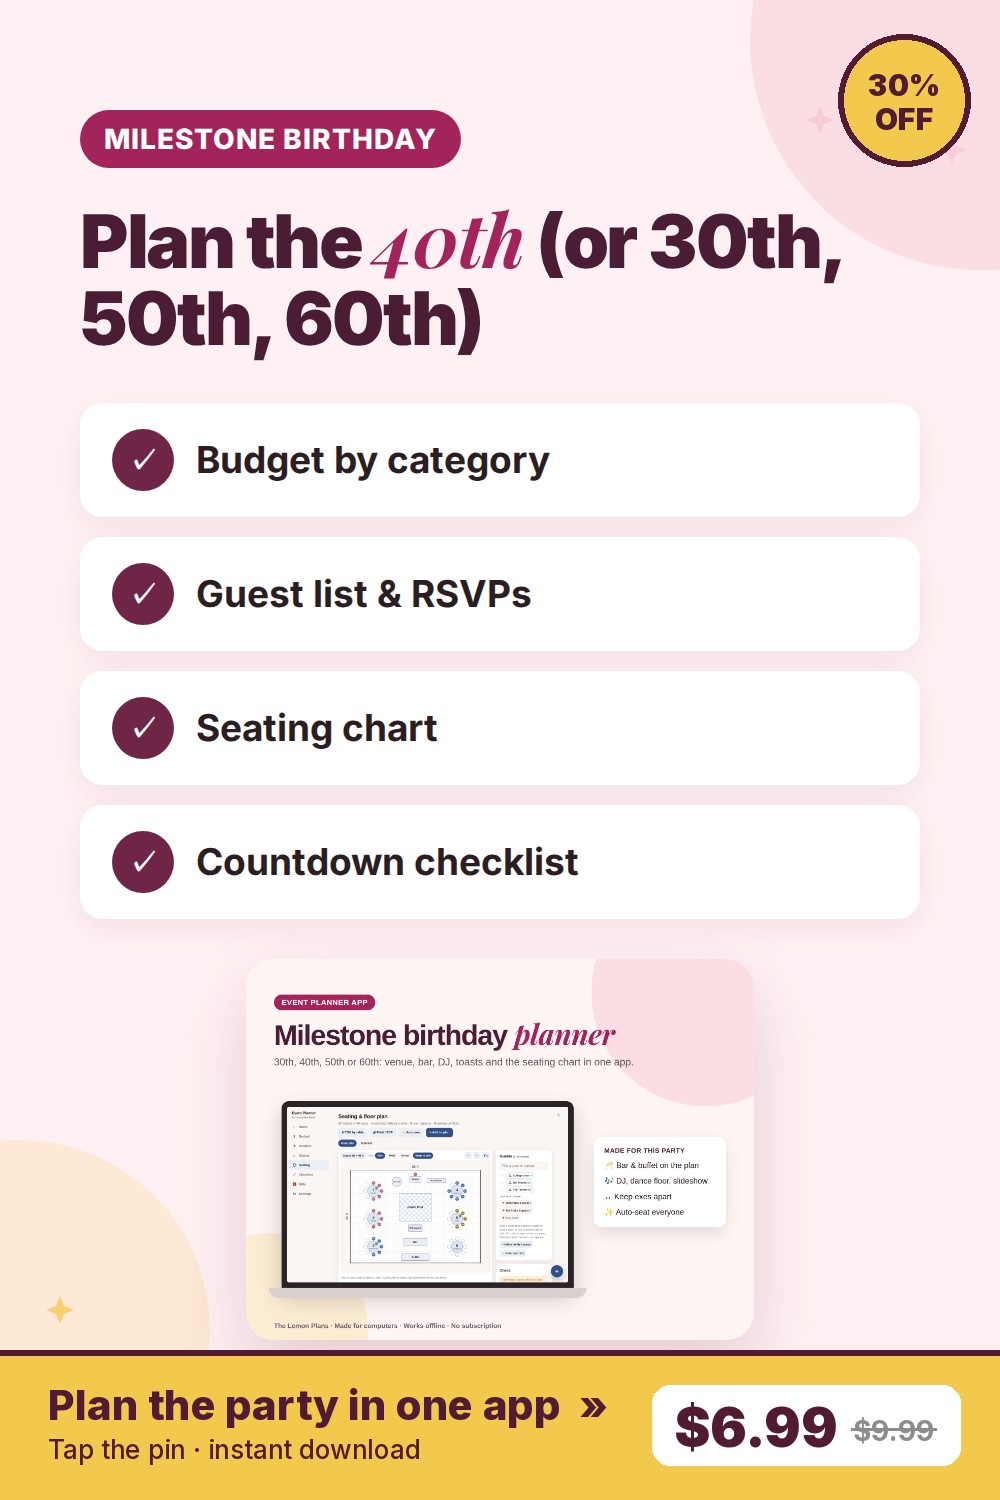 30%
OFF
MILESTONE BIRTHDAY
Plan the 40th (or 30th,
50th, 60th)
✓ Budget by category
✓ Guest list & RSVPs
✓ Seating chart
✓ Countdown checklist
EVENT PLANNER APP
Milestone birthday planner
30th, 40th, 50th or 60th: venue, bar, DJ, toasts and the seating chart in one app.
Event Planner
Seating & floor plan
MADE FOR THIS PARTY
🥂 Bar & buffet on the plan
🎶 DJ, dance floor, slideshow
Keep exes apart
✨ Auto-seat everyone
The Lemon Plans · Made for computers · Works offline · No subscription
Plan the party in one app »
Tap the pin · instant download
$6.99 $9.99